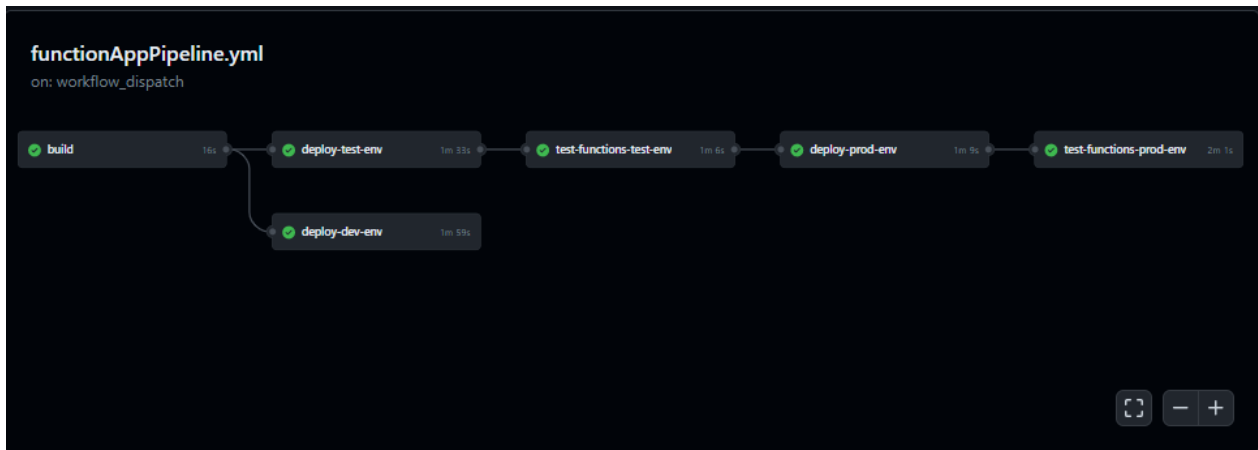 functionAppPipeline.yml
on: workflow_dispatch
build 16s
deploy-test-env 1m 33s
test-functions-test-env 1m 6s
deploy-prod-env 1m 9s
test-functions-prod-env 2m 1s
deploy-dev-env 1m 59s